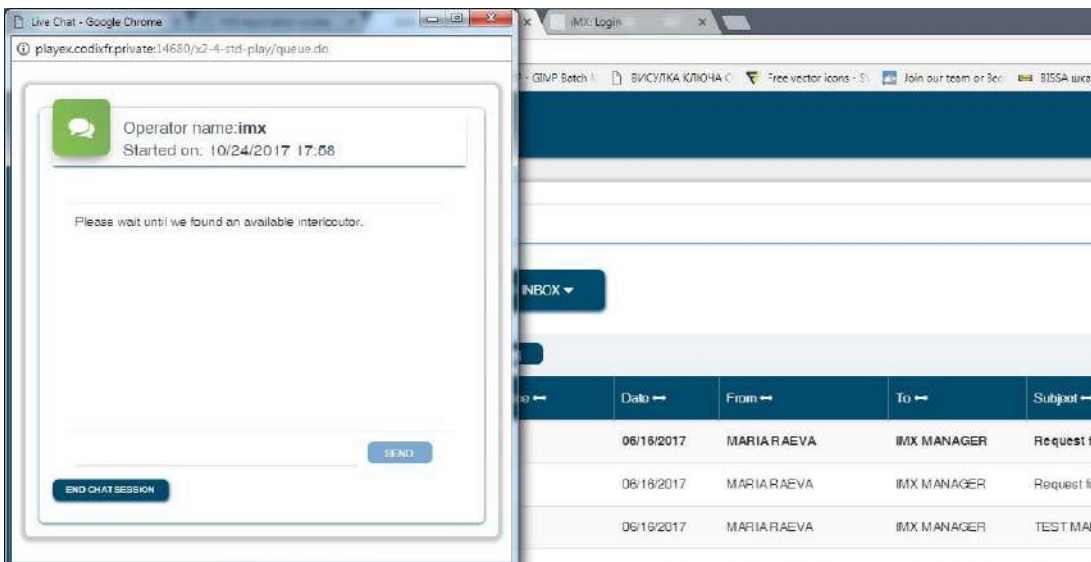 Live Chat - Google Chrome
iMX: Login
playex.codixfr.private:14680/x2-4-std-play/queue.do
- GIMP Batch
ВИСУЛКА КЛЮЧА С
Free vector icons - S
Join our team or Bec
BISSA шка
Operator name:imx
Started on: 10/24/2017 17:58
Please wait until we found an available interlocutor.
SEND
END CHAT SESSION
INBOX
Date From To Subject
06/16/2017 MARIA RAEVA IMX MANAGER Request f
06/16/2017 MARIA RAEVA IMX MANAGER Request fo
06/16/2017 MARIA RAEVA IMX MANAGER TEST MAI